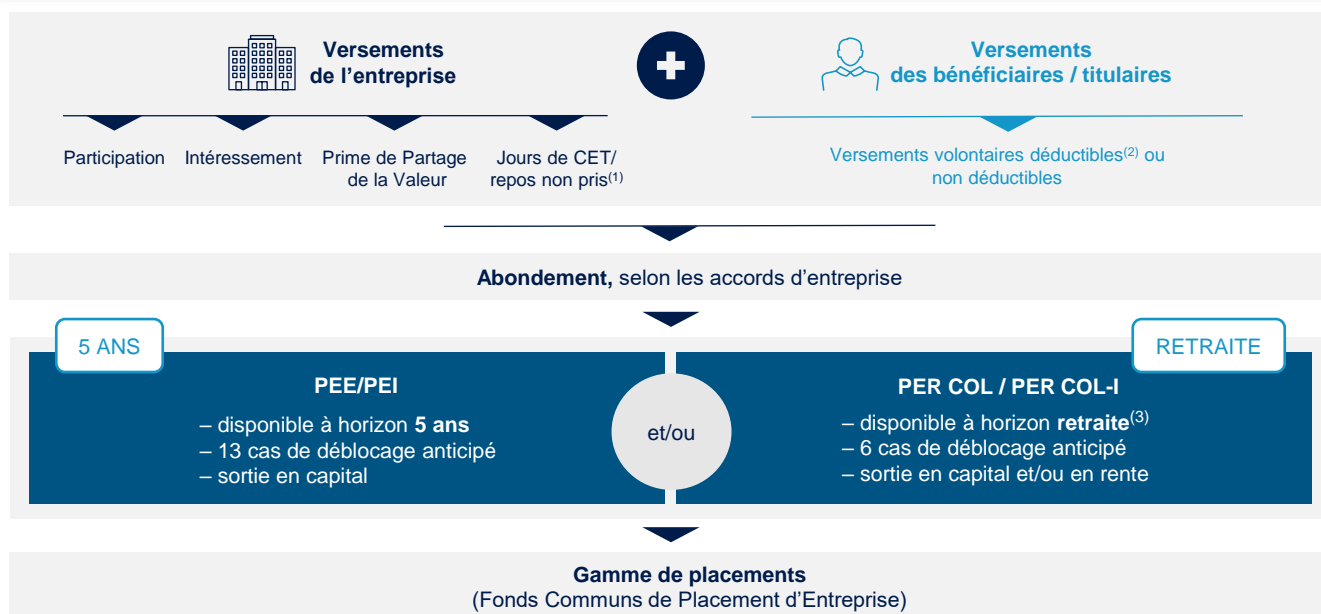 Versements
de l’entreprise
Versements
des bénéficiaires / titulaires
Participation
Intéressement
Prime de Partage
de la Valeur
Jours de CET/
repos non pris(1)
Versements volontaires déductibles(2) ou
non déductibles
Abondement, selon les accords d’entreprise
5 ANS
PEE/PEI
– disponible à horizon 5 ans
– 13 cas de déblocage anticipé
– sortie en capital
et/ou
RETRAITE
PER COL / PER COL-I
– disponible à horizon retraite(3)
– 6 cas de déblocage anticipé
– sortie en capital et/ou en rente
Gamme de placements
(Fonds Communs de Placement d’Entreprise)